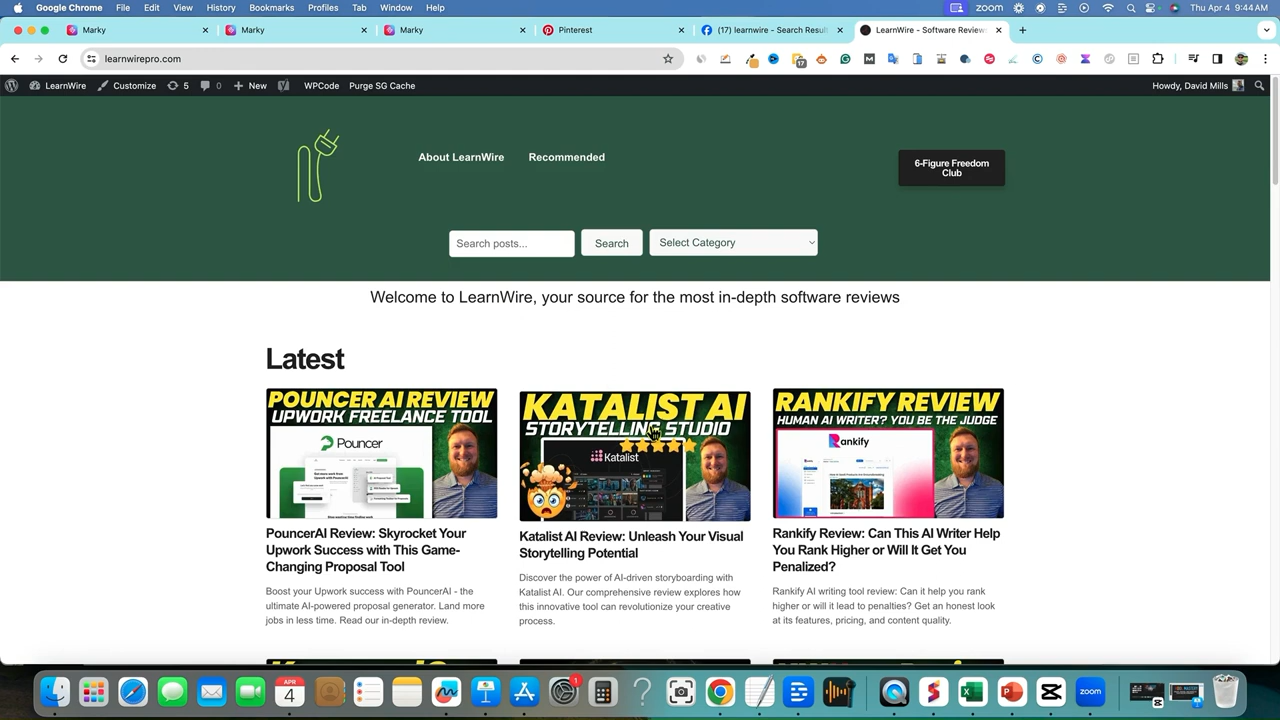 Google Chrome File Edit View History Bookmarks Profiles Tab Window Help zoom Thu Apr 4 9:44 AM
Marky Marky Marky Pinterest (17) learnwire - Search Resul LearnWire - Software Review
learnwirepro.com
17
LearnWire Customize 5 0 New WPCode Purge SG Cache Howdy, David Mills
About LearnWire Recommended
6-Figure Freedom
Club
Search posts... Search Select Category
Welcome to LearnWire, your source for the most in-depth software reviews
Latest
POUNCER AI REVIEW
UPWORK FREELANCE TOOL
Pouncer
PouncerAI Review: Skyrocket Your
Upwork Success with This Game-
Changing Proposal Tool
Boost your Upwork success with PouncerAI - the
ultimate AI-powered proposal generator. Land more
jobs in less time. Read our in-depth review.
KATALIST AI
STORYTELLING STUDIO
Katalist
Katalist AI Review: Unleash Your Visual
Storytelling Potential
Discover the power of AI-driven storyboarding with
Katalist AI. Our comprehensive review explores how
this innovative tool can revolutionize your creative
process.
RANKIFY REVIEW
HUMAN AI WRITER? YOU BE THE JUDGE
Rankify
Rankify Review: Can This AI Writer Help
You Rank Higher or Will It Get You
Penalized?
Rankify AI writing tool review: Can it help you rank
higher or will it lead to penalties? Get an honest look
at its features, pricing, and content quality.
APR
4
1
zoom